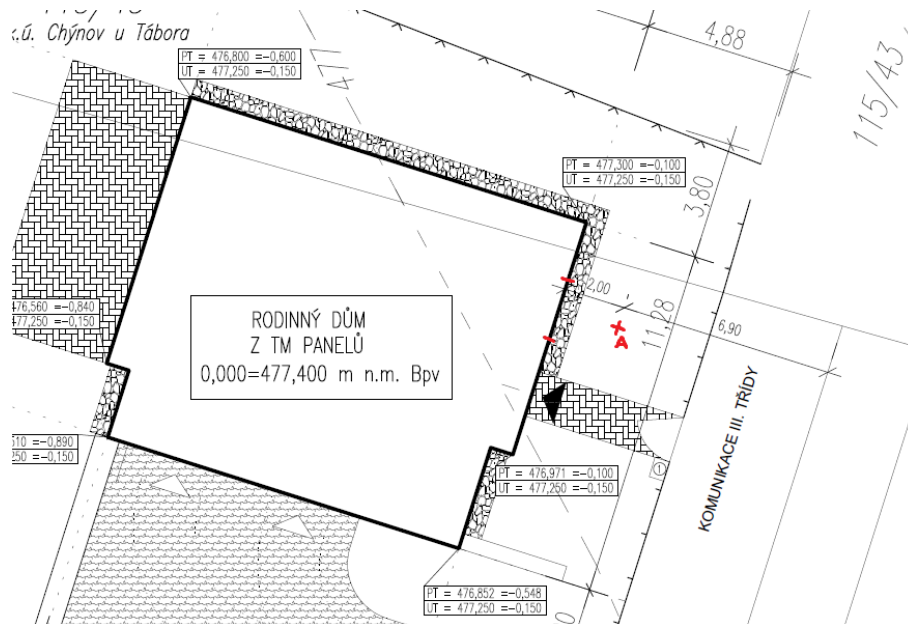 k.ú. Chýnov u Tábora
PT = 476,800 =-0,600
UT = 477,250 =-0,150
477
4,88
115/43
PT = 477,300 =-0,100
UT = 477,250 =-0,150
3,80
2,00
11,28
6,90
A
476,560 =-0,840
477,250 =-0,150
RODINNÝ DŮM
Z TM PANELŮ
0,000=477,400 m n.m. Bpv
KOMUNIKACE III. TŘÍDY
510 =-0,890
250 =-0,150
PT = 476,971 =-0,100
UT = 477,250 =-0,150
1
PT = 476,852 =-0,548
UT = 477,250 =-0,150